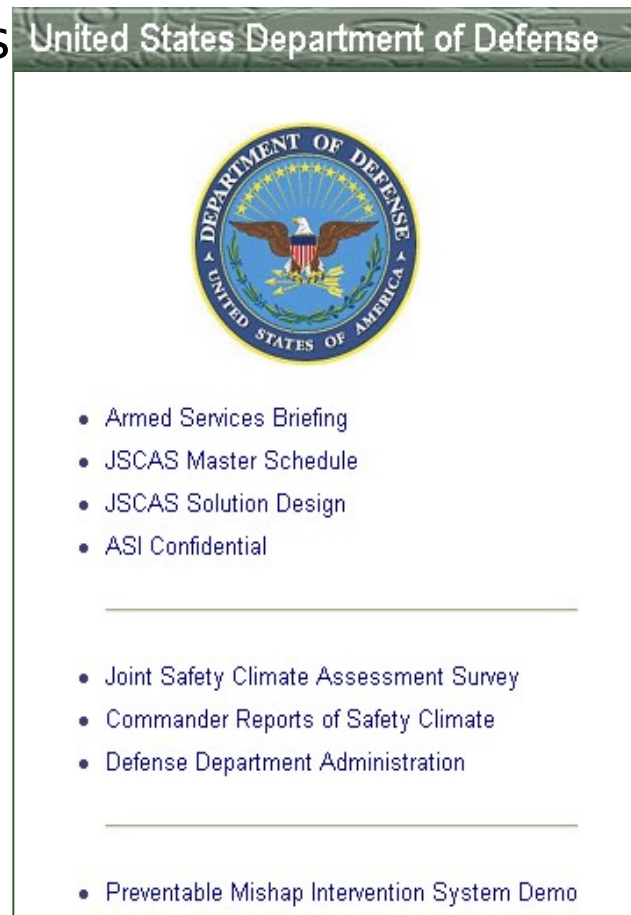 S
United States Department of Defense
DEPARTMENT OF DEFENSE
UNITED STATES OF AMERICA
Armed Services Briefing
JSCAS Master Schedule
JSCAS Solution Design
ASI Confidential
Joint Safety Climate Assessment Survey
Commander Reports of Safety Climate
Defense Department Administration
Preventable Mishap Intervention System Demo